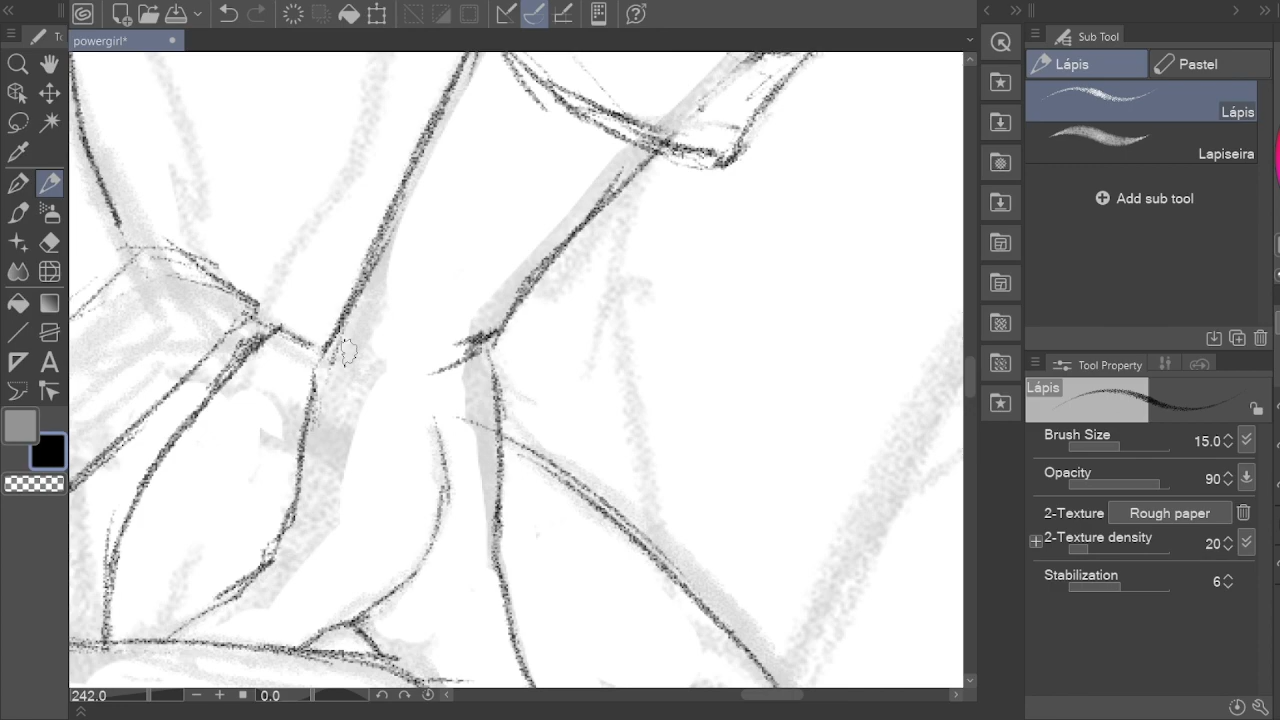 To
powergirl*
Sub Tool
Lápis
Pastel
Lápis
Lapiseira
Add sub tool
Tool Property
Lápis
Brush Size
15.0
Opacity
90
2-Texture
Rough paper
2-Texture density
20
Stabilization
6
242.0
0.0